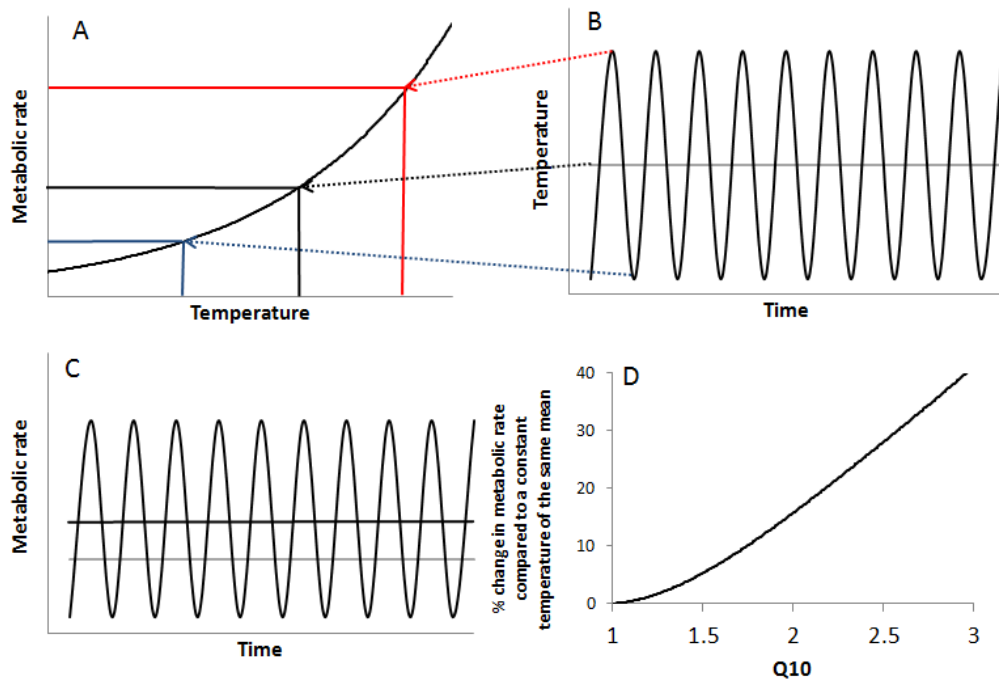 A
Metabolic rate
Temperature
B
Temperature
Time
C
Metabolic rate
Time
D
% change in metabolic rate
compared to a constant
temperature of the same mean
40
30
20
10
0
1 1.5 2 2.5 3
Q10